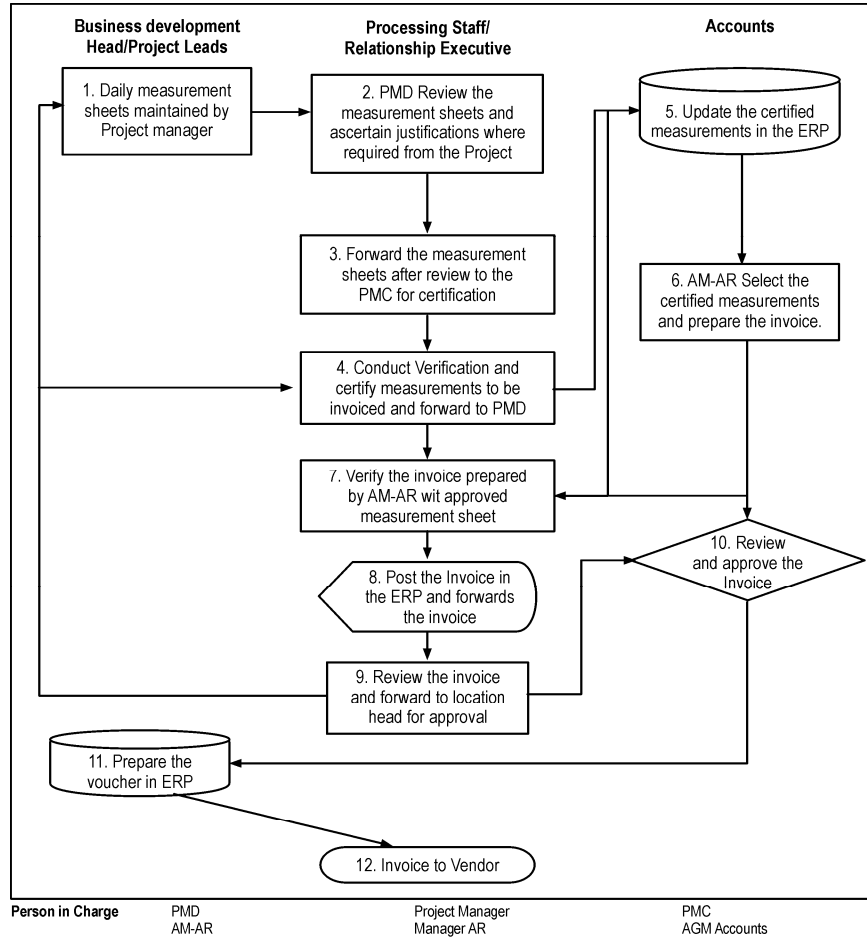 Business development
Head/Project Leads
Processing Staff/
Relationship Executive
Accounts
1. Daily measurement
sheets maintained by
Project manager
2. PMD Review the
measurement sheets and
ascertain justifications where
required from the Project
5. Update the certified
measurements in the ERP
3. Forward the measurement
sheets after review to the
PMC for certification
6. AM-AR Select the
certified measurements
and prepare the invoice.
4. Conduct Verification and
certify measurements to be
invoiced and forward to PMD
7. Verify the invoice prepared
by AM-AR wit approved
measurement sheet
10. Review
and approve the
Invoice
8. Post the Invoice in
the ERP and forwards
the invoice
9. Review the invoice
and forward to location
head for approval
11. Prepare the
voucher in ERP
12. Invoice to Vendor
Person in Charge PMD Project Manager PMC
AM-AR Manager AR AGM Accounts